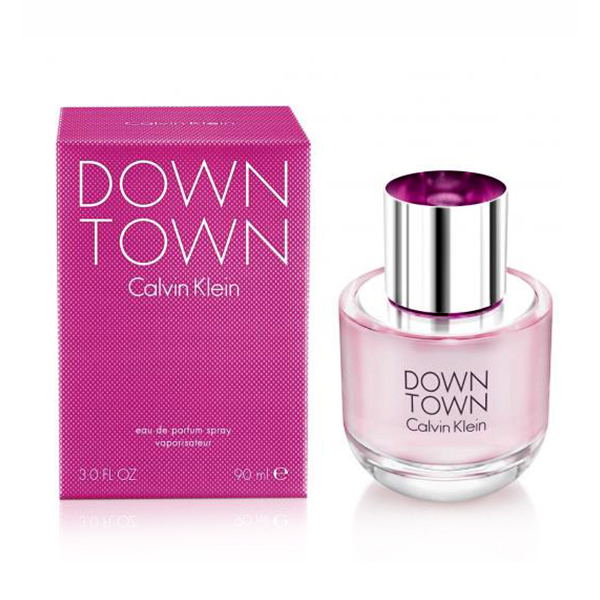 Calvin Klein
DOWN
TOWN
Calvin Klein
eau de parfum spray
vaporisateur
3.0 FL OZ 90 ml ℮
DOWN
TOWN
Calvin Klein